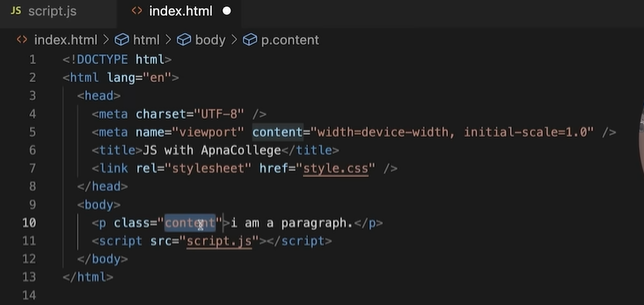 JS script.js <> index.html ●
<> index.html > html > body > p.content
1 <!DOCTYPE html>
2 <html lang="en">
3 <head>
4 <meta charset="UTF-8" />
5 <meta name="viewport" content="width=device-width, initial-scale=1.0" />
6 <title>JS with ApnaCollege</title>
7 <link rel="stylesheet" href="style.css" />
8 </head>
9 <body>
10 <p class="content">i am a paragraph.</p>
11 <script src="script.js"></script>
12 </body>
13 </html>
14